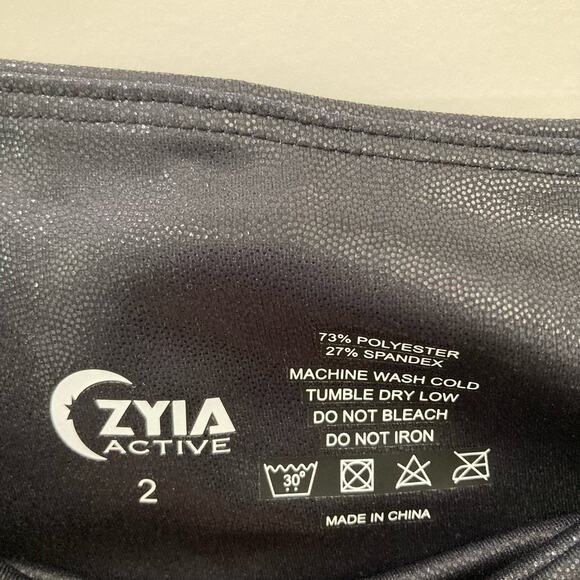 ZYIA
ACTIVE
2
73% POLYESTER
27% SPANDEX
MACHINE WASH COLD
TUMBLE DRY LOW
DO NOT BLEACH
DO NOT IRON
30°
MADE IN CHINA